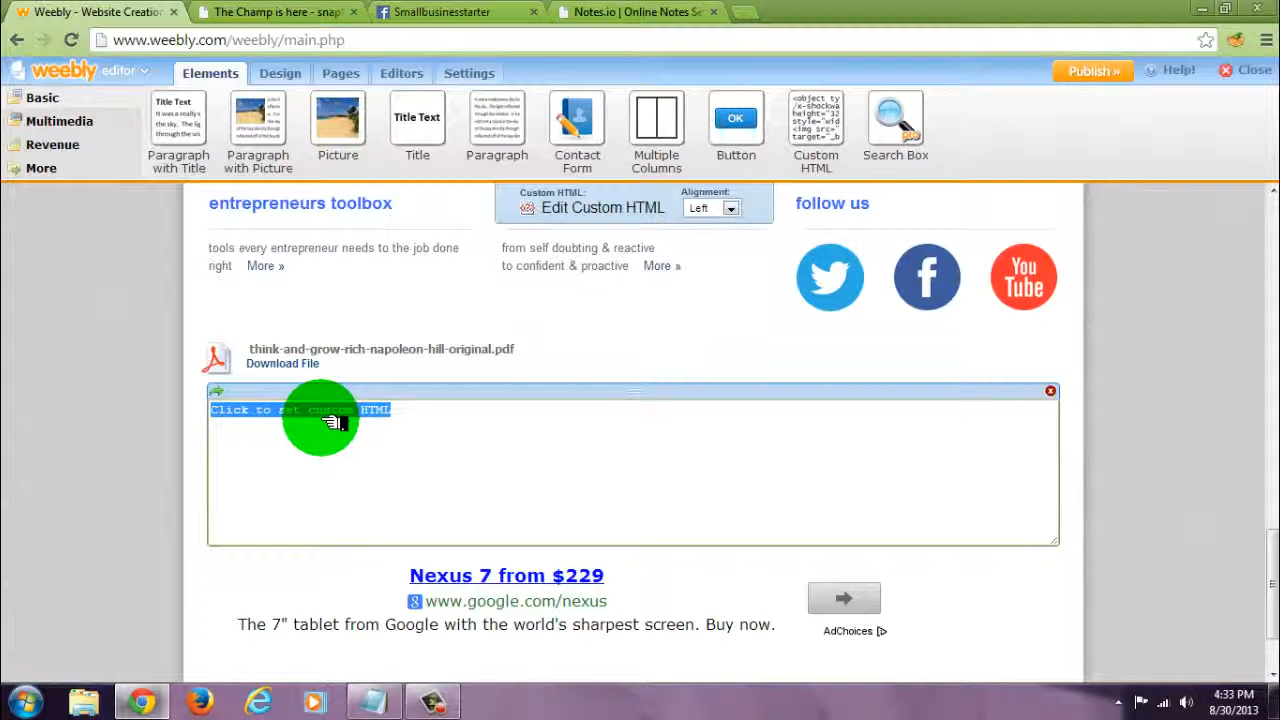 Weebly - Website Creation
The Champ is here - snap
Smallbusinesstarter
Notes.io | Online Notes Se
www.weebly.com/weebly/main.php
weebly editor
Elements
Design
Pages
Editors
Settings
Publish »
Help!
Close
Basic
Multimedia
Revenue
More
Title Text
Paragraph with Title
Paragraph with Picture
Picture
Title Text
Title
Paragraph
Contact Form
Multiple Columns
OK
Button
Custom HTML
Search Box
entrepreneurs toolbox
Custom HTML:
Edit Custom HTML
Alignment:
Left
follow us
tools every entrepreneur needs to the job done
right More »
from self doubting & reactive
to confident & proactive More »
You
Tube
think-and-grow-rich-napoleon-hill-original.pdf
Download File
Click to set custom HTML
Nexus 7 from $229
www.google.com/nexus
The 7" tablet from Google with the world's sharpest screen. Buy now.
AdChoices
4:33 PM
8/30/2013